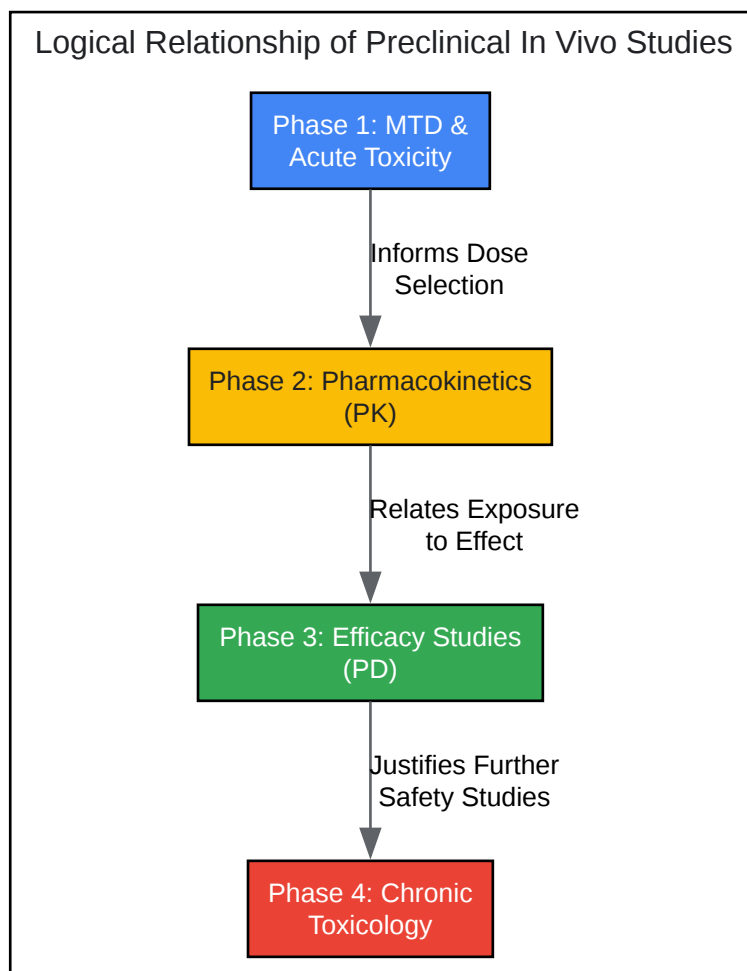 Logical Relationship of Preclinical In Vivo Studies
Phase 1: MTD &
Acute Toxicity
Informs Dose
Selection
Phase 2: Pharmacokinetics
(PK)
Relates Exposure
to Effect
Phase 3: Efficacy Studies
(PD)
Justifies Further
Safety Studies
Phase 4: Chronic
Toxicology